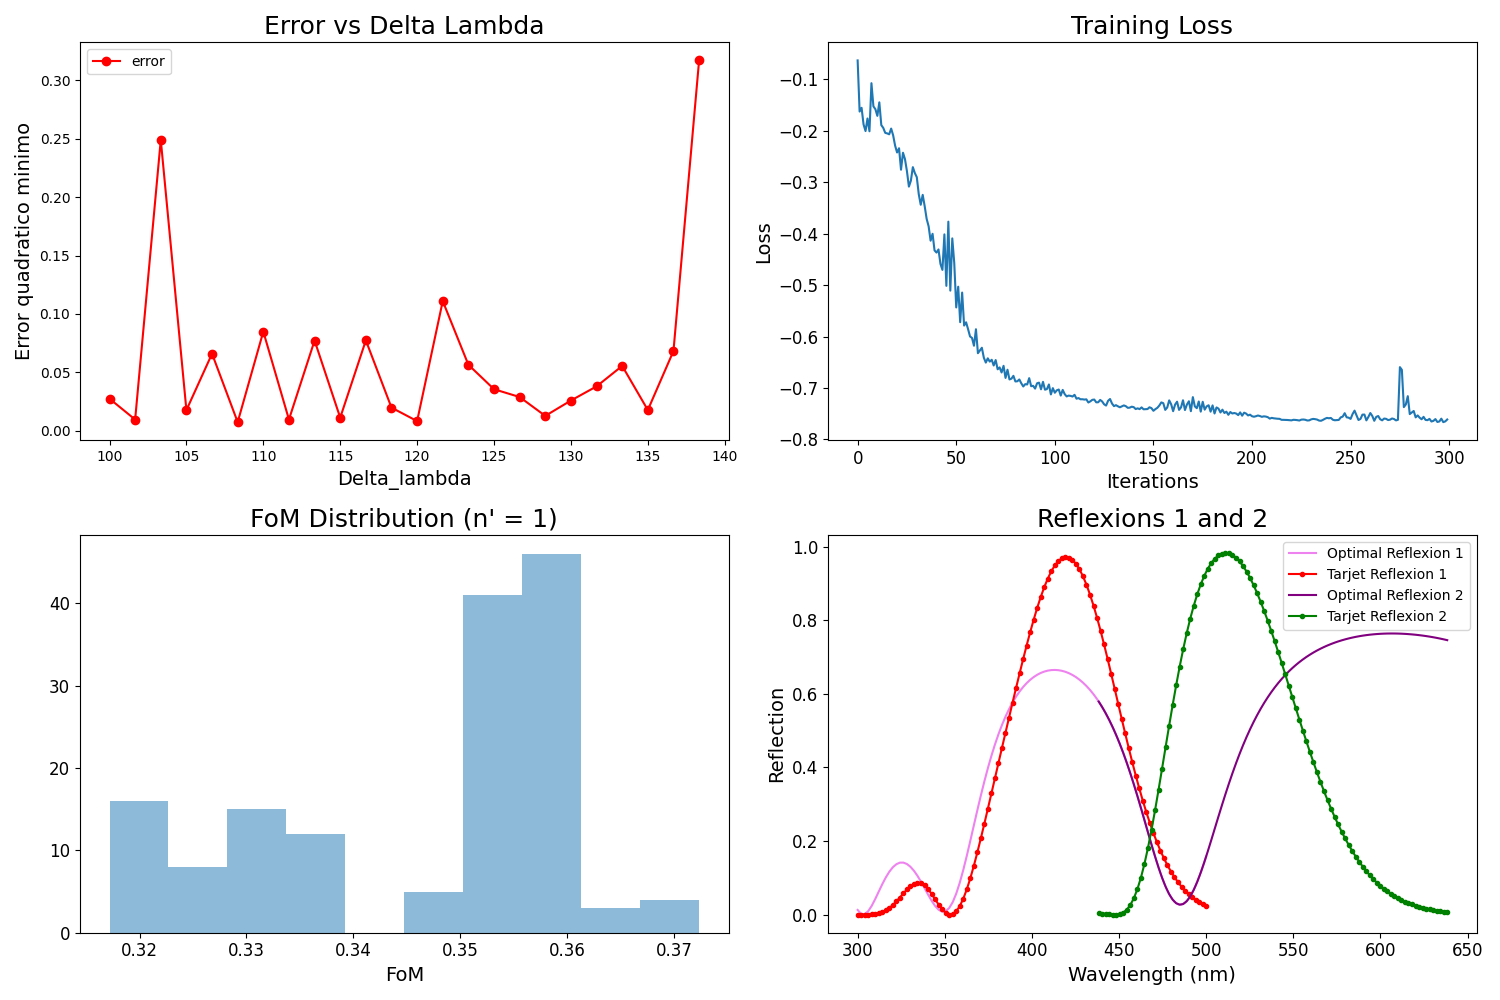 Error vs Delta Lambda
error
0.30
0.25
0.20
0.15
0.10
0.05
0.00
Error quadratico minimo
100 105 110 115 120 125 130 135 140
Delta_lambda
Training Loss
−0.1
−0.2
−0.3
−0.4
−0.5
−0.6
−0.7
−0.8
Loss
0 50 100 150 200 250 300
Iterations
FoM Distribution (n' = 1)
40
30
20
10
0
0.32 0.33 0.34 0.35 0.36 0.37
FoM
Reflexions 1 and 2
Optimal Reflexion 1
Tarjet Reflexion 1
Optimal Reflexion 2
Tarjet Reflexion 2
1.0
0.8
0.6
0.4
0.2
0.0
Reflection
300 350 400 450 500 550 600 650
Wavelength (nm)